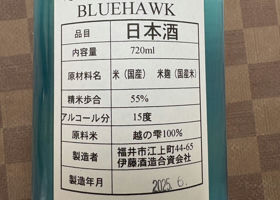 BLUEHAWK
品目 日本酒
内容量 720ml
原材料名 米（国産） 米麹（国産米）
精米歩合 55%
アルコール分 15度
原料米 越の雫100%
製造者 福井市江上町44-65
伊藤酒造合資会社
製造年月 2025.6.